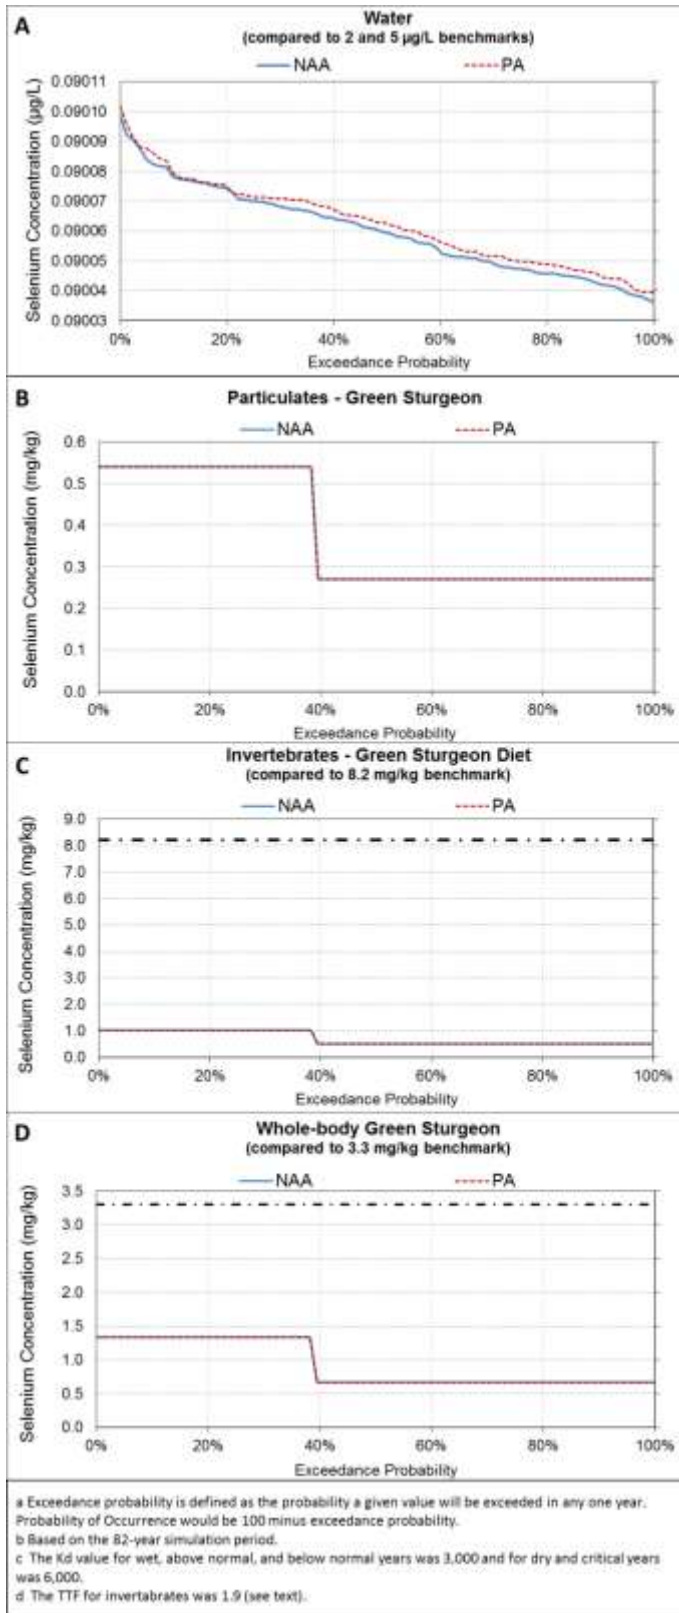 A
Water
(compared to 2 and 5 µg/L benchmarks)
NAA PA
Selenium Concentration (µg/L)
0.09011
0.09010
0.09009
0.09008
0.09007
0.09006
0.09005
0.09004
0.09003
0% 20% 40% 60% 80% 100%
Exceedance Probability
B
Particulates - Green Sturgeon
NAA PA
Selenium Concentration (mg/kg)
0.6
0.5
0.4
0.3
0.2
0.1
0.0
0% 20% 40% 60% 80% 100%
Exceedance Probability
C
Invertebrates - Green Sturgeon Diet
(compared to 8.2 mg/kg benchmark)
NAA PA
Selenium Concentration (mg/kg)
9.0
8.0
7.0
6.0
5.0
4.0
3.0
2.0
1.0
0.0
0% 20% 40% 60% 80% 100%
Exceedance Probability
D
Whole-body Green Sturgeon
(compared to 3.3 mg/kg benchmark)
NAA PA
Selenium Concentration (mg/kg)
3.5
3.0
2.5
2.0
1.5
1.0
0.5
0.0
0% 20% 40% 60% 80% 100%
Exceedance Probability
a Exceedance probability is defined as the probability a given value will be exceeded in any one year.
Probability of Occurrence would be 100 minus exceedance probability.
b Based on the 82-year simulation period.
c The Kd value for wet, above normal, and below normal years was 3,000 and for dry and critical years
was 6,000.
d The TTF for invertabrates was 1.9 (see text).